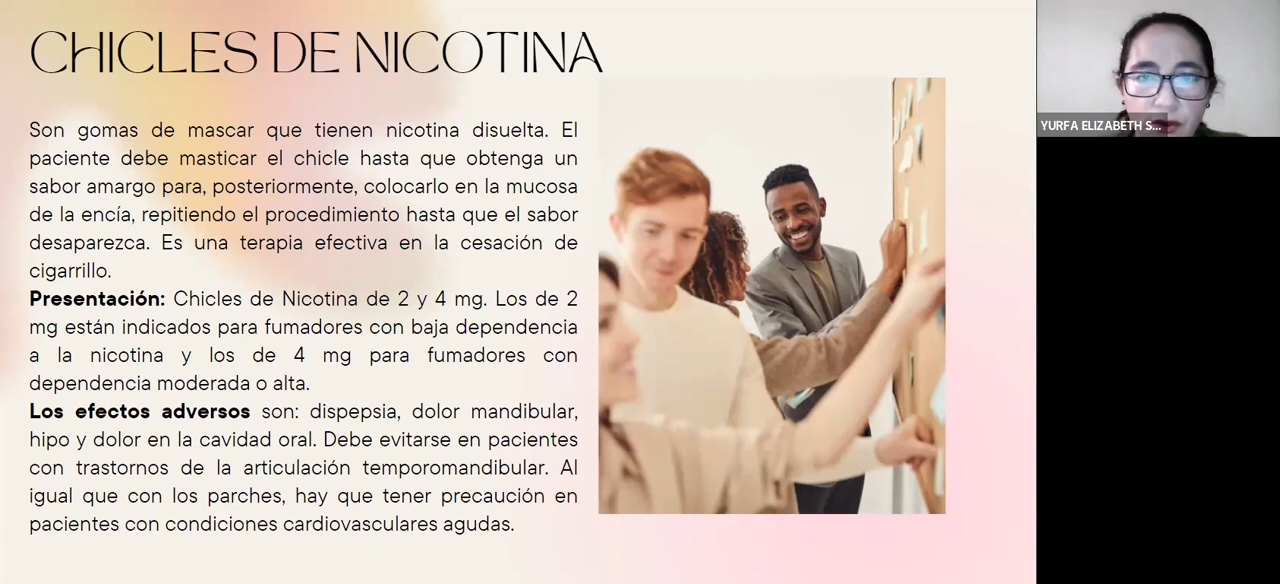 CHICLES DE NICOTINA
Son gomas de mascar que tienen nicotina disuelta. El
paciente debe masticar el chicle hasta que obtenga un
sabor amargo para, posteriormente, colocarlo en la mucosa
de la encía, repitiendo el procedimiento hasta que el sabor
desaparezca. Es una terapia efectiva en la cesación de
cigarrillo.
Presentación: Chicles de Nicotina de 2 y 4 mg. Los de 2
mg están indicados para fumadores con baja dependencia
a la nicotina y los de 4 mg para fumadores con
dependencia moderada o alta.
Los efectos adversos son: dispepsia, dolor mandibular,
hipo y dolor en la cavidad oral. Debe evitarse en pacientes
con trastornos de la articulación temporomandibular. Al
igual que con los parches, hay que tener precaución en
pacientes con condiciones cardiovasculares agudas.
YURFA ELIZABETH S...